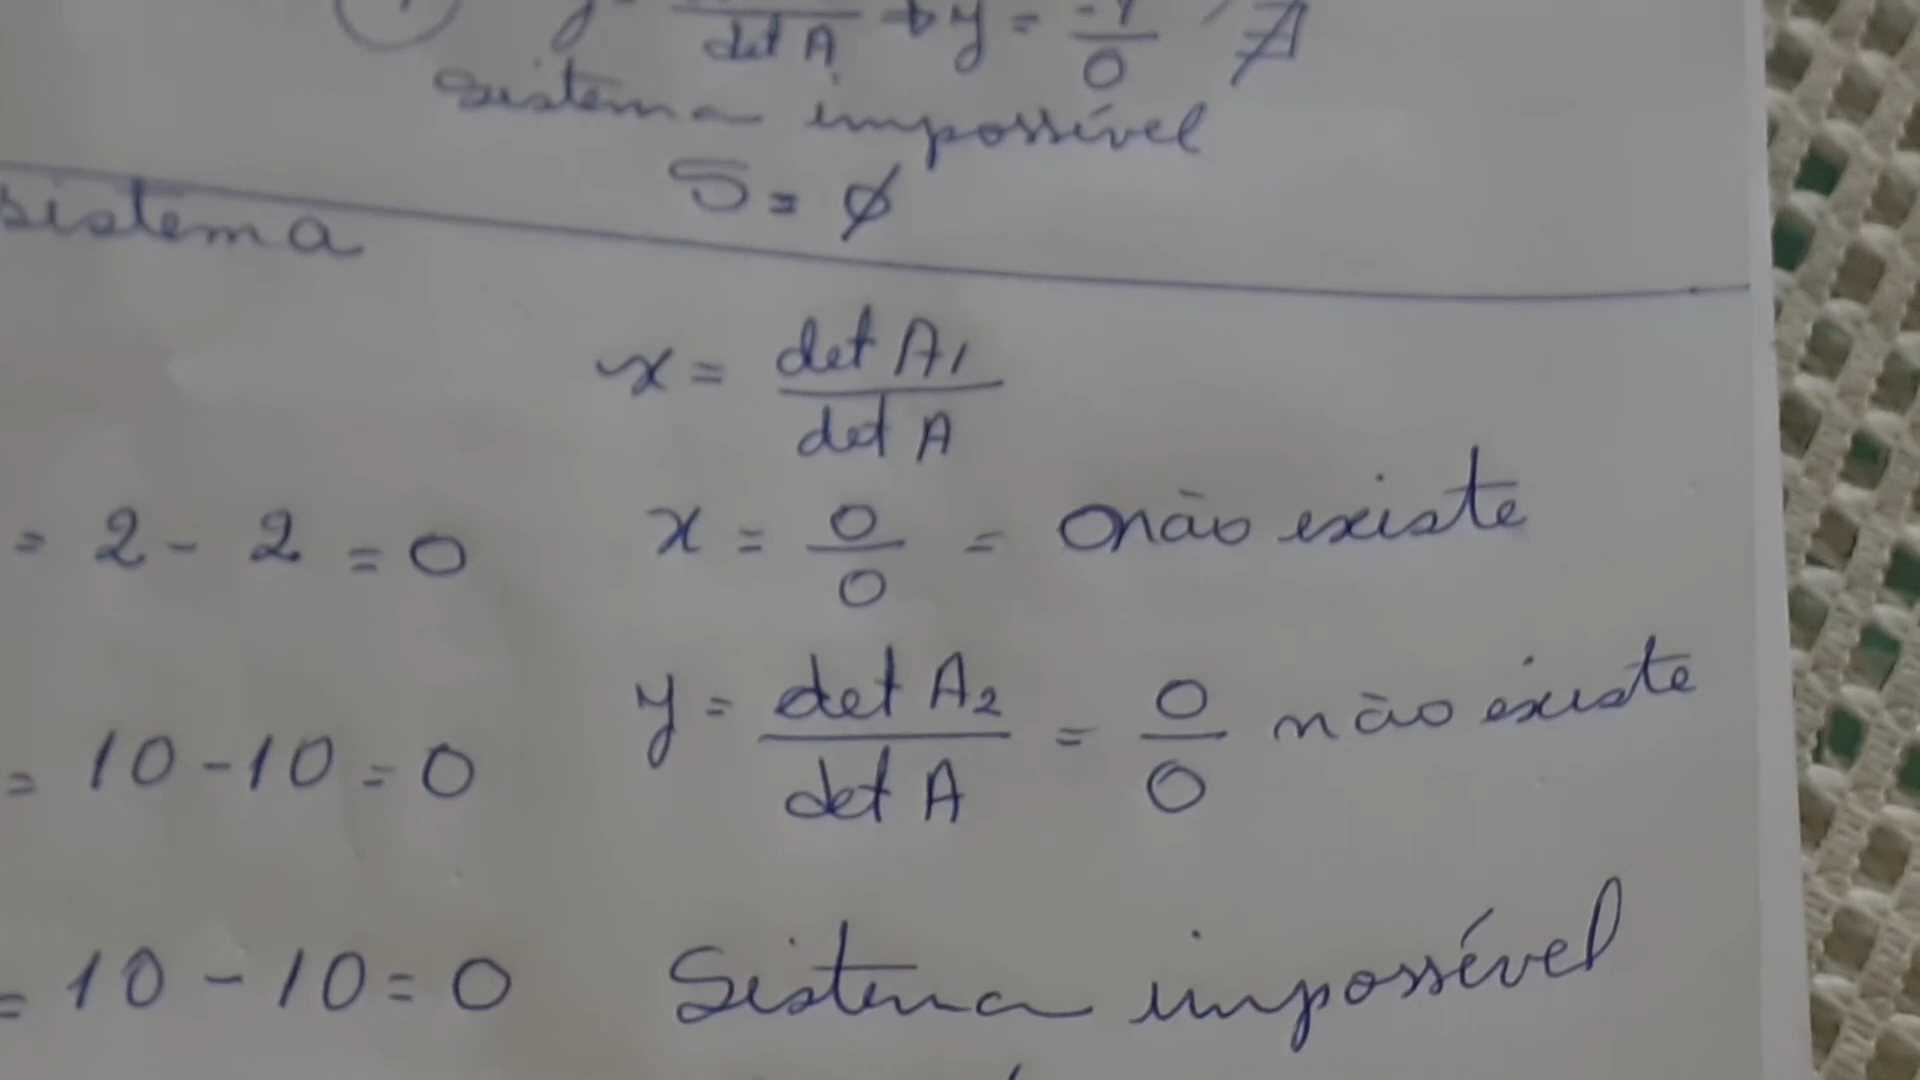 y = / det A → y = -1/0 ∄
sistema impossível
S = ∅
sistema
x = det A1 / det A
= 2 - 2 = 0
x = 0/0 = não existe
y = det A2 / det A = 0/0 não existe
= 10 - 10 = 0
= 10 - 10 = 0
Sistema impossível